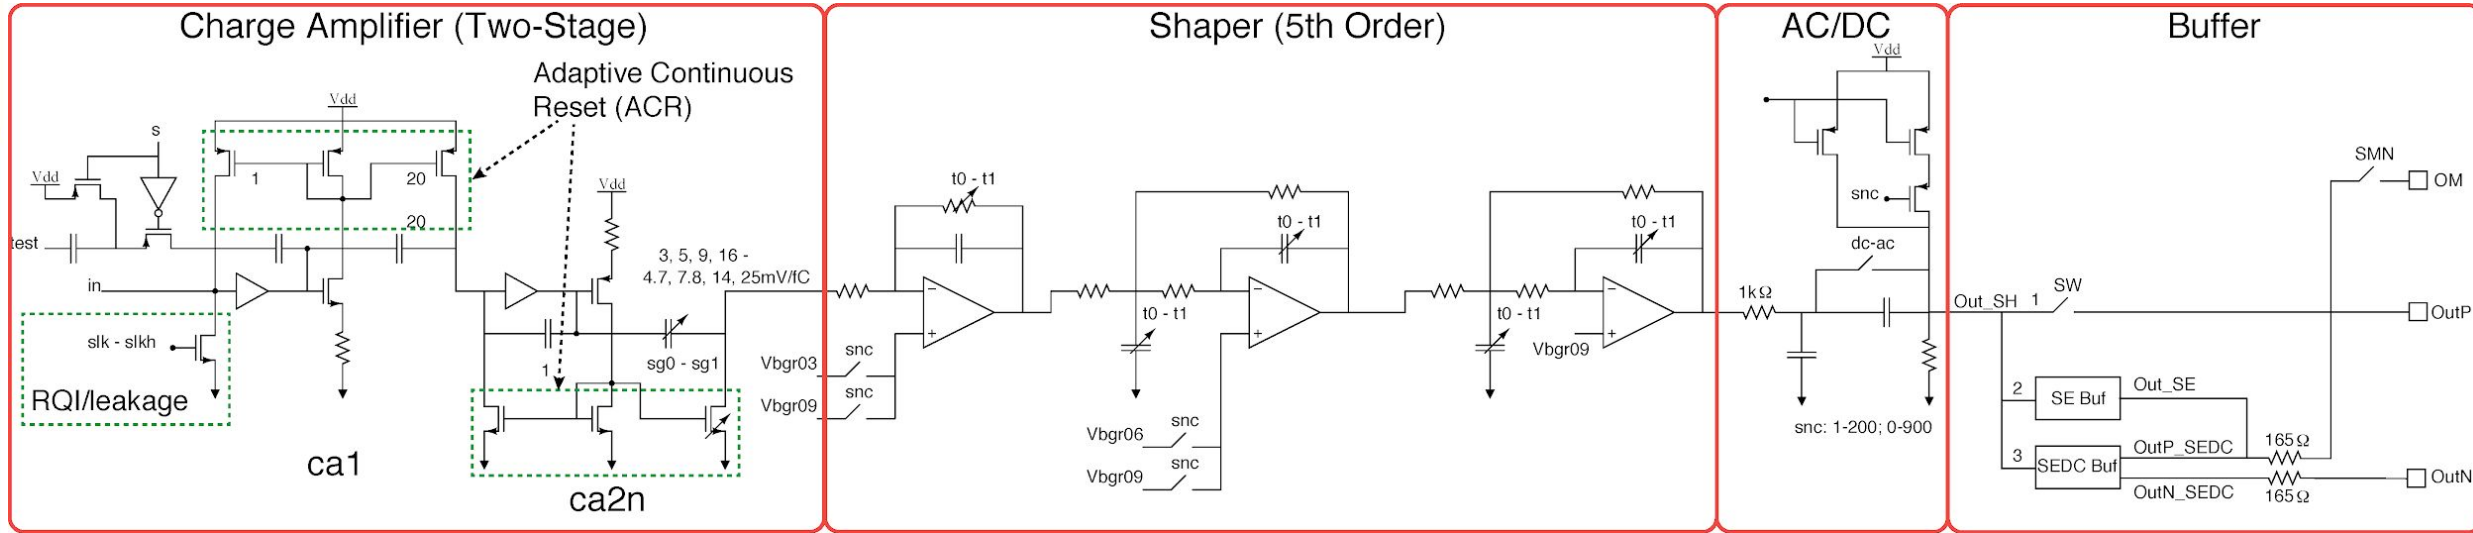 Charge Amplifier (Two-Stage)
Adaptive Continuous
Reset (ACR)
Vdd
s
Vdd
1
20
20
test
in
slk - slkh
RQI/leakage
ca1
Vdd
3, 5, 9, 16 -
4.7, 7.8, 14, 25mV/fC
1
sg0 - sg1
ca2n
Shaper (5th Order)
t0 - t1
Vbgr03
snc
Vbgr09
snc
t0 - t1
t0 - t1
Vbgr06
snc
Vbgr09
snc
t0 - t1
t0 - t1
Vbgr09
AC/DC
Vdd
snc
dc-ac
1kΩ
snc: 1-200; 0-900
Buffer
Out_SH
1
SW
SMN
OM
OutP
2
SE Buf
Out_SE
3
SEDC Buf
OutP_SEDC
OutN_SEDC
165Ω
165Ω
OutN
− 
+
−
+
−